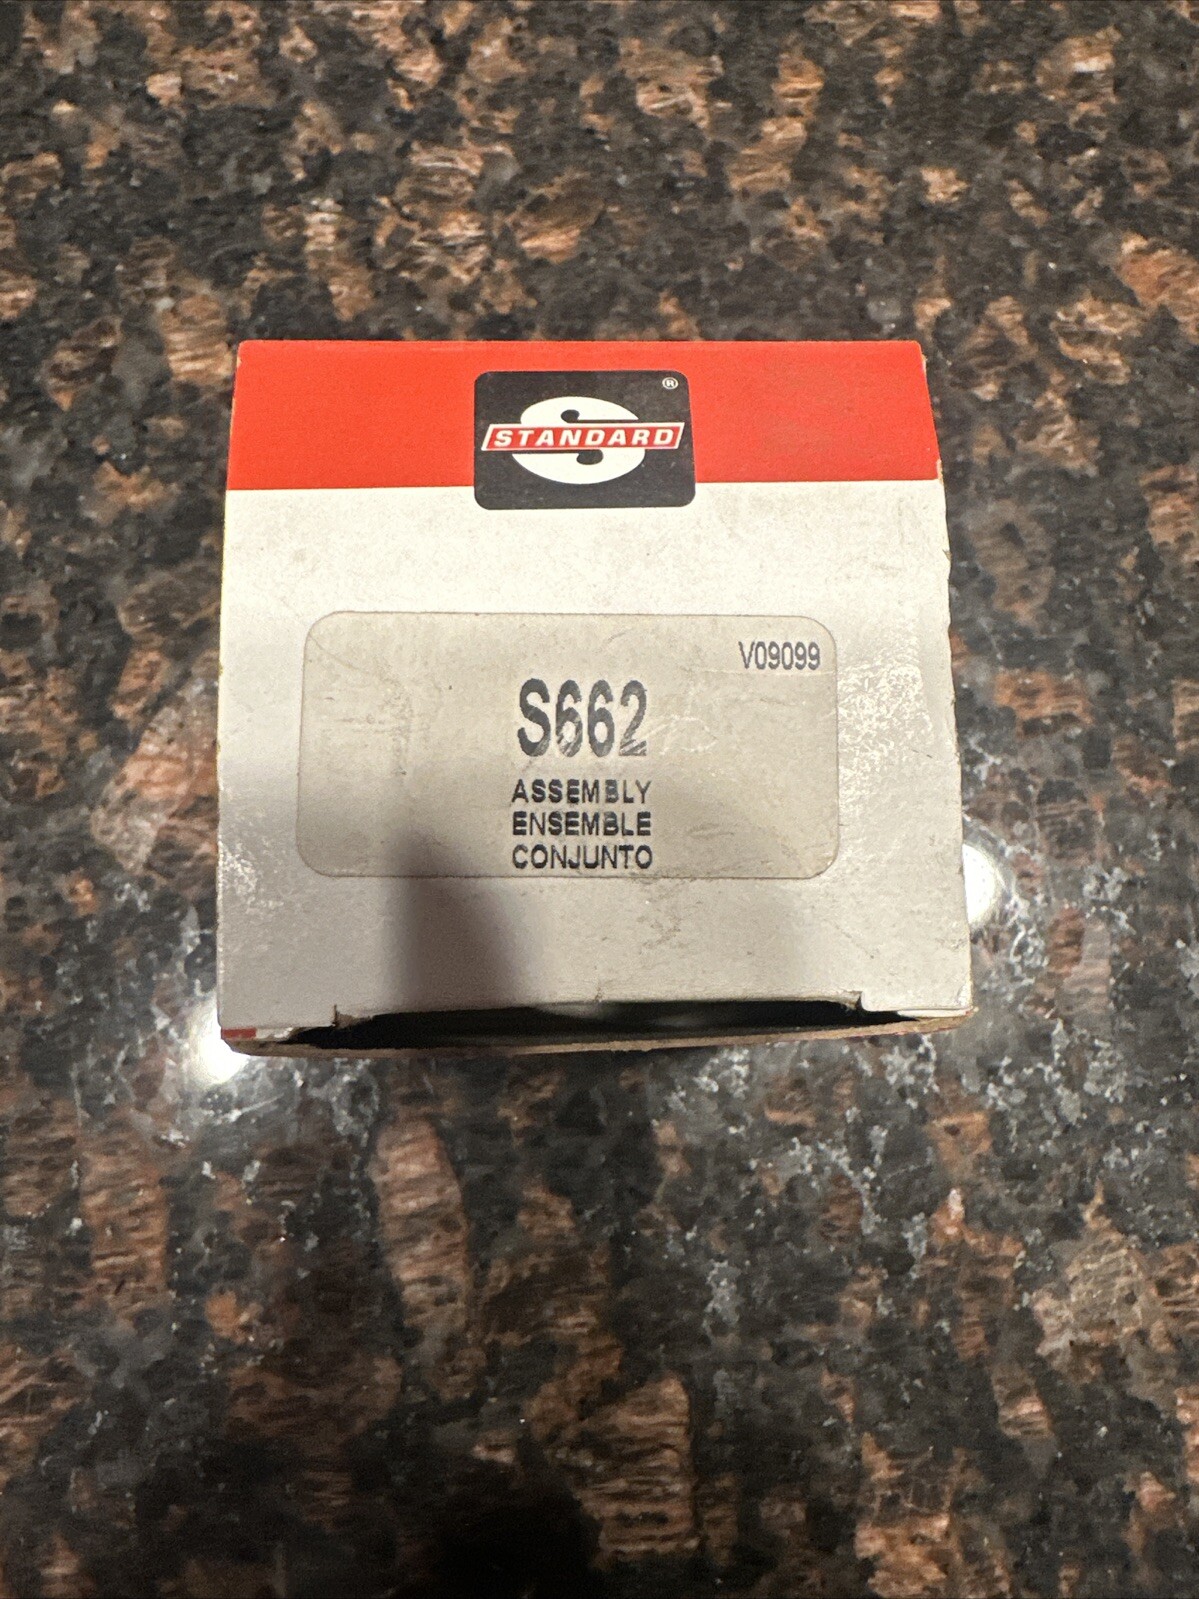 ®
STANDARD
V09099
S662
ASSEMBLY
ENSEMBLE
CONJUNTO